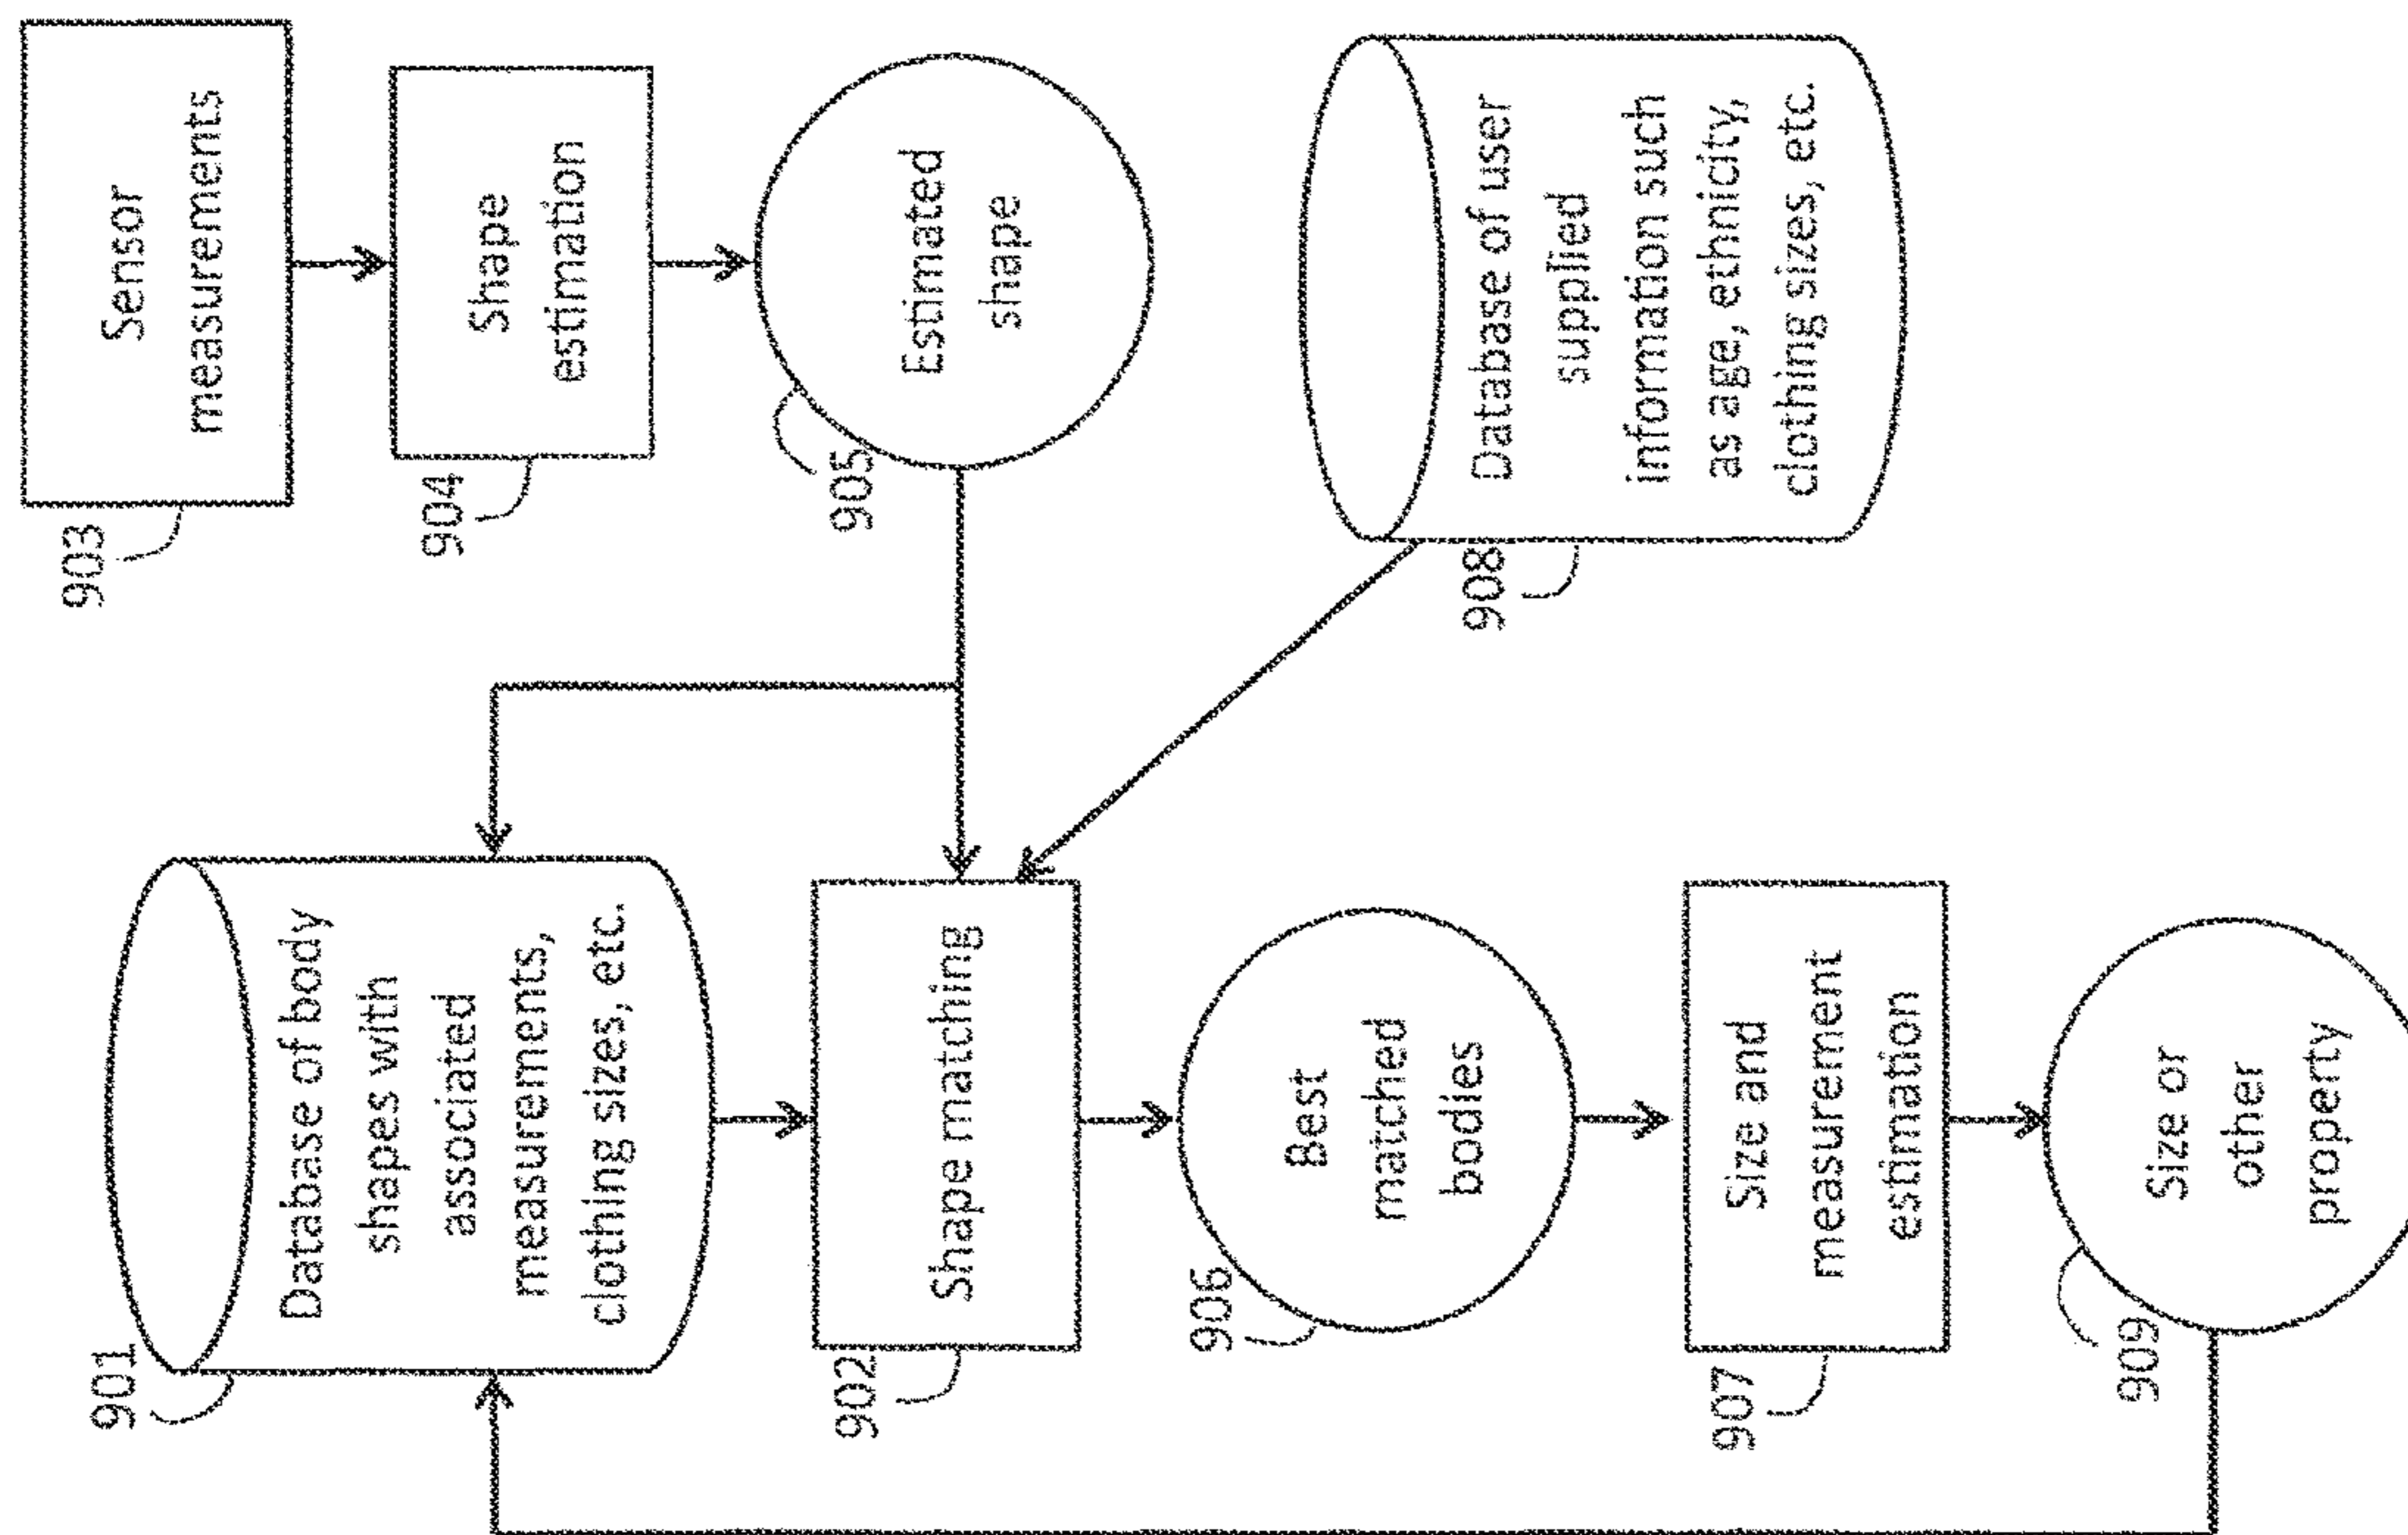 901
Database of body
shapes with
associated
measurements,
clothing sizes, etc.
902
Shape matching
906
Best
matched
bodies
907
Size and
measurement
estimation
909
Size or
other
property
903
Sensor
measurements
904
Shape
estimation
905
Estimated
shape
908
Database of user
supplied
information such
as age, ethnicity,
clothing sizes, etc.